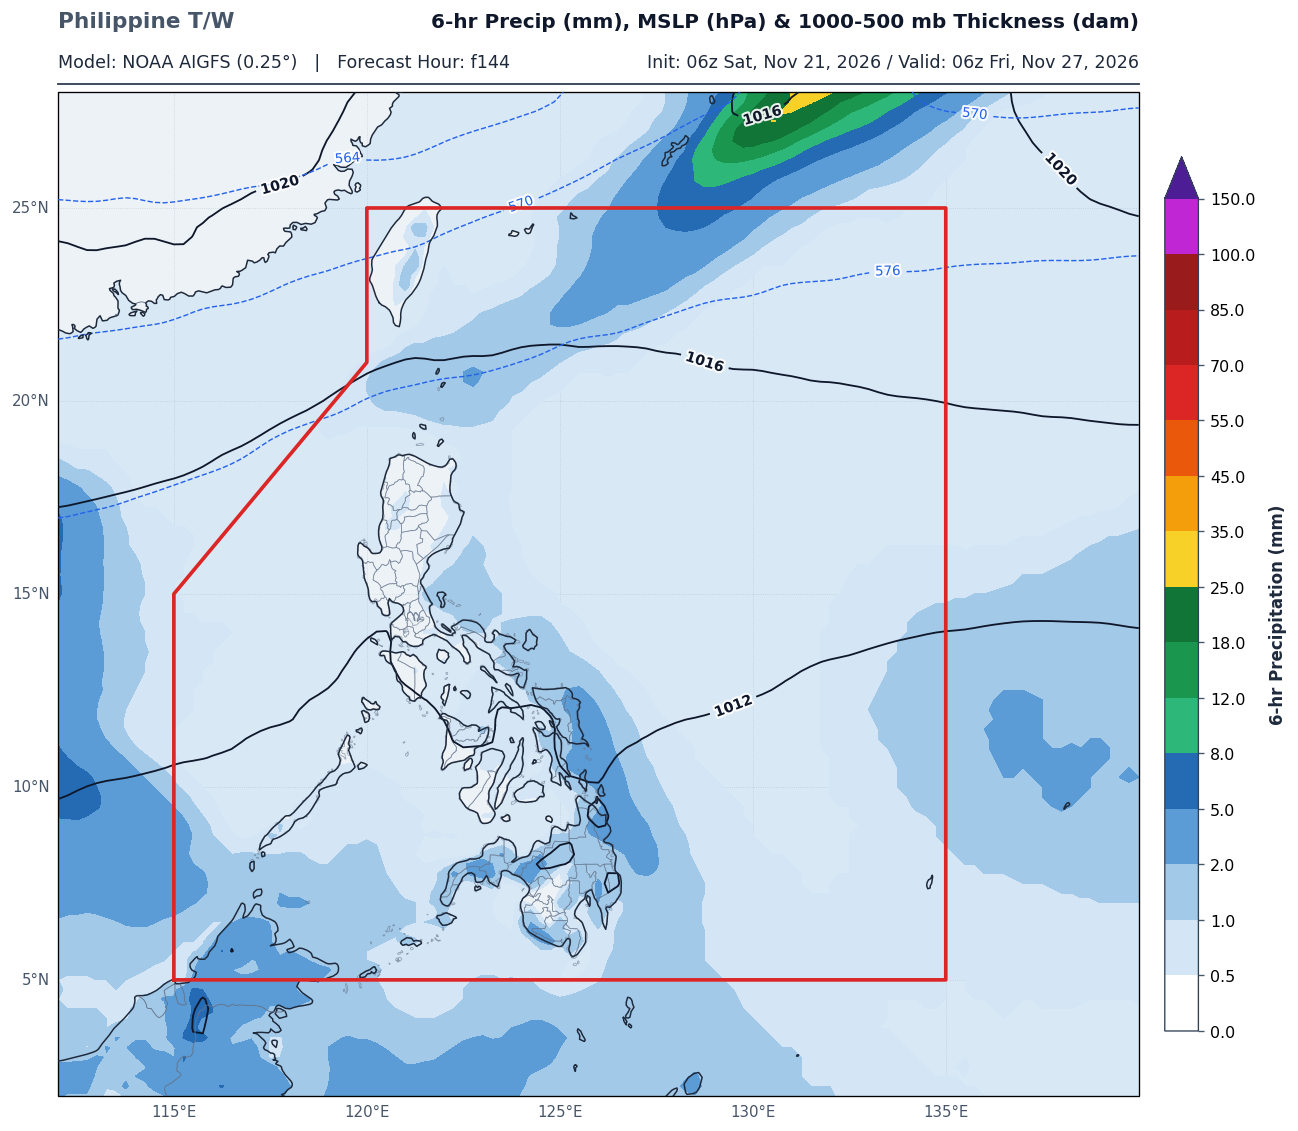 Philippine T/W
6-hr Precip (mm), MSLP (hPa) & 1000-500 mb Thickness (dam)
Model: NOAA AIGFS (0.25°) | Forecast Hour: f144
Init: 06z Sat, Nov 21, 2026 / Valid: 06z Fri, Nov 27, 2026
1016
570
564
1020
1020
570
25°N
576
1016
20°N
15°N
1012
10°N
5°N
115°E
120°E
125°E
130°E
135°E
150.0
100.0
85.0
70.0
55.0
45.0
35.0
25.0
18.0
12.0
8.0
5.0
2.0
1.0
0.5
0.0
6-hr Precipitation (mm)